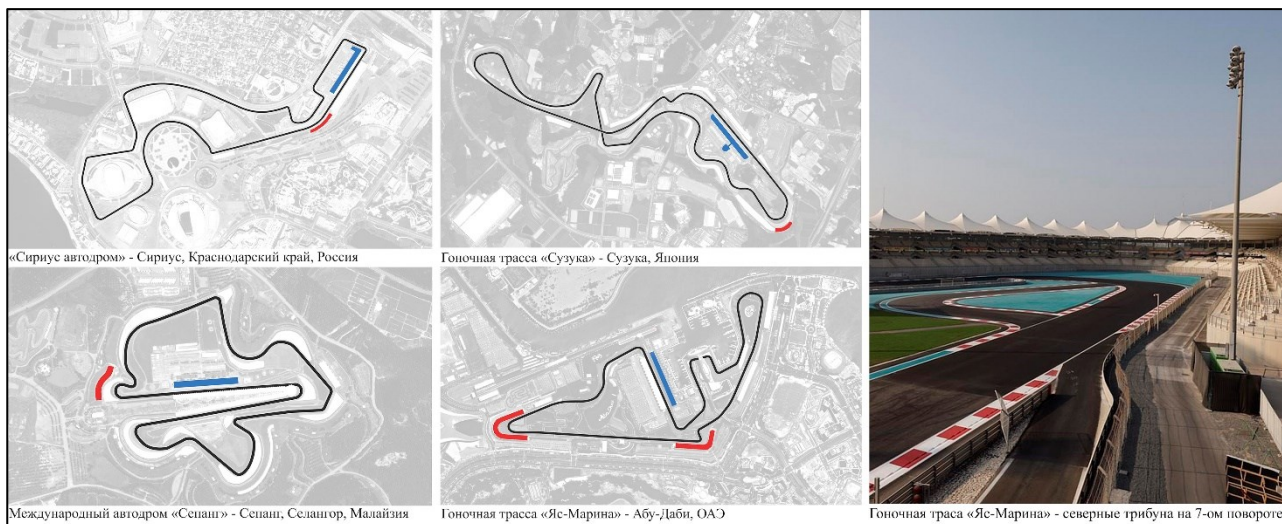 «Сириус автодром» - Сириус, Краснодарский край, Россия
Гоночная трасса «Сузука» - Сузука, Япония
Международный автодром «Сепанг» - Сепанг, Селангор, Малайзия
Гоночная трасса «Яс-Марина» - Абу-Даби, ОАЭ
Гоночная траса «Яс-Марина» - северные трибуна на 7-ом повороте